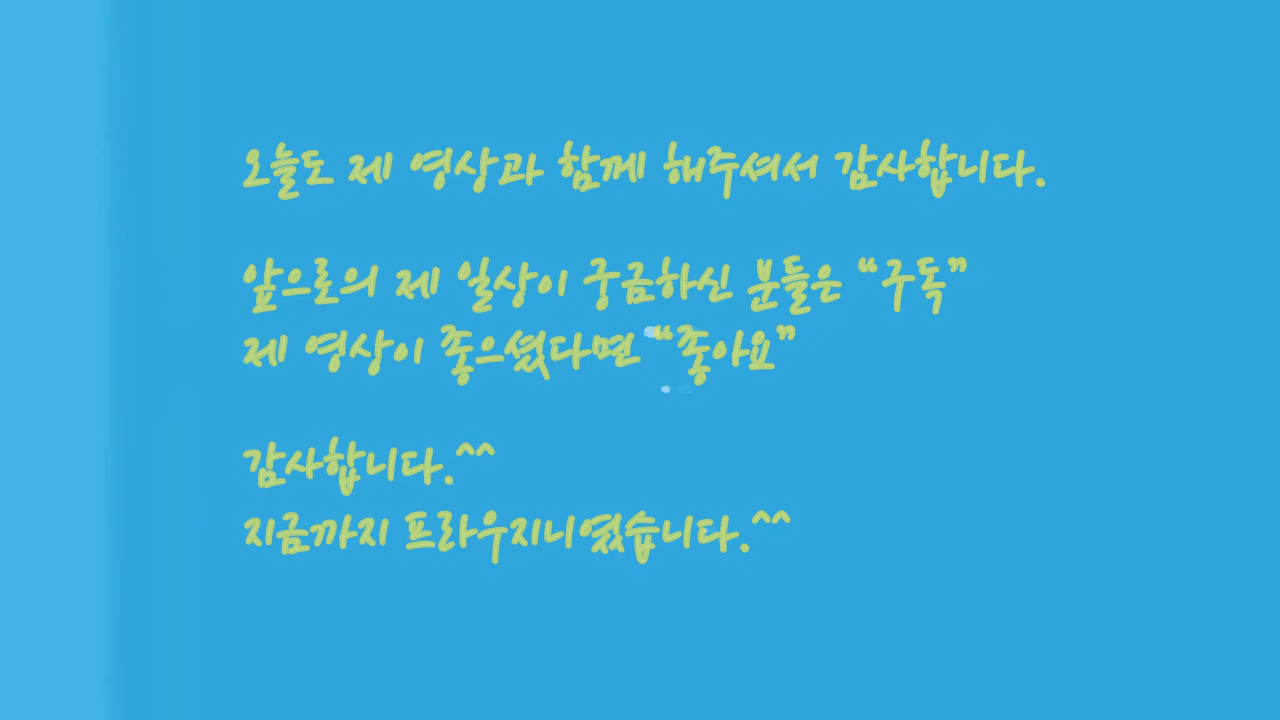 오늘도 제 영상과 함께 해주셔서 감사합니다.
앞으로의 제 일상이 궁금하신 분들은 “구독”
제 영상이 좋으셨다면 “좋아요”
감사합니다.^^
지금까지 프라우지니였습니다.^^